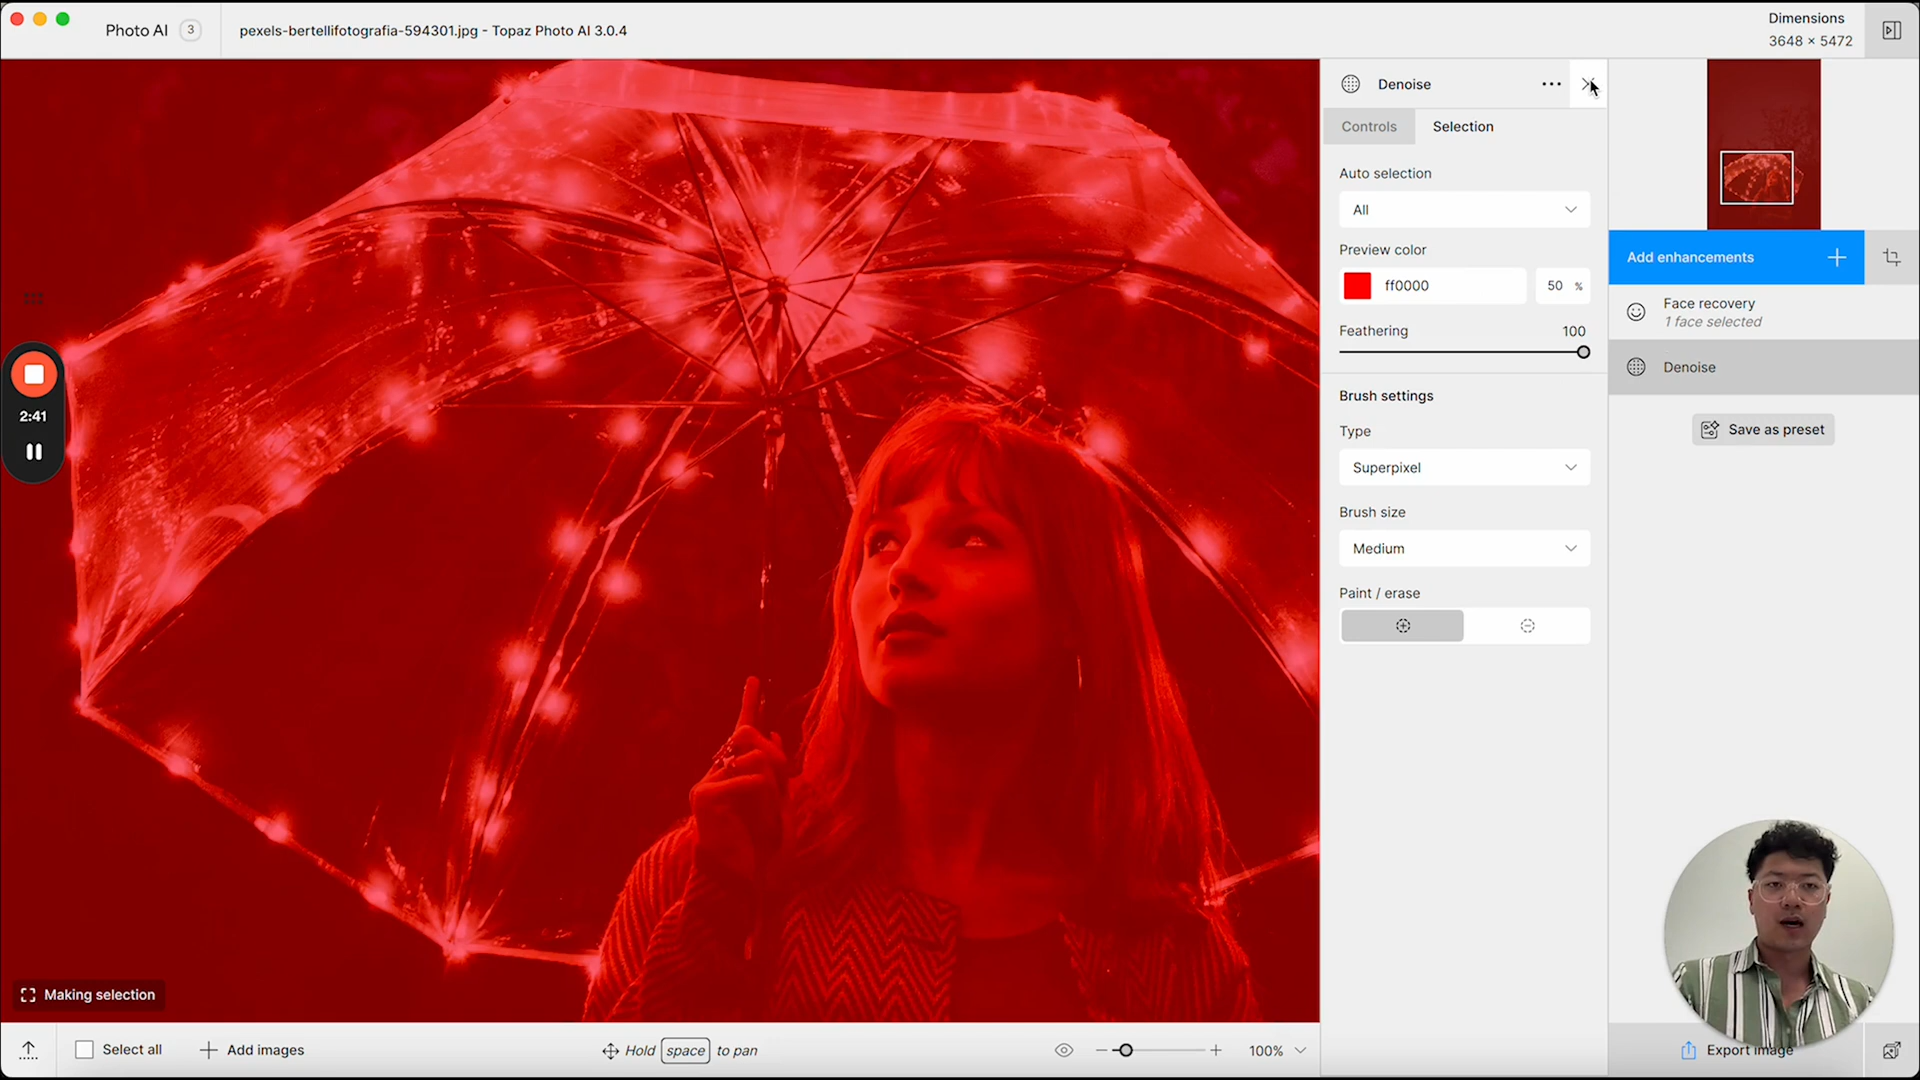 Photo AI 3
pexels-bertellifotografia-594301.jpg - Topaz Photo AI 3.0.4
Dimensions
3648 × 5472
Denoise
Controls
Selection
Auto selection
All
Preview color
ff0000
50 %
Feathering
100
Brush settings
Type
Superpixel
Brush size
Medium
Paint / erase
Add enhancements
Face recovery
1 face selected
Denoise
Save as preset
2:41
Making selection
Select all
Add images
Hold space to pan
100%
Export image